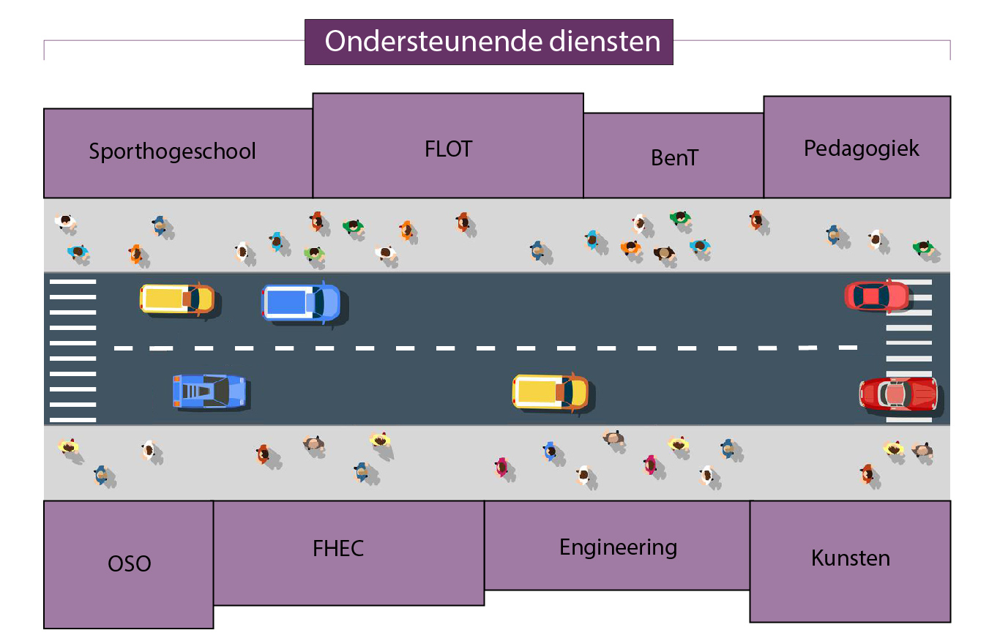 Ondersteunende diensten
Sporthogeschool
FLOT
BenT
Pedagogiek
OSO
FHEC
Engineering
Kunsten